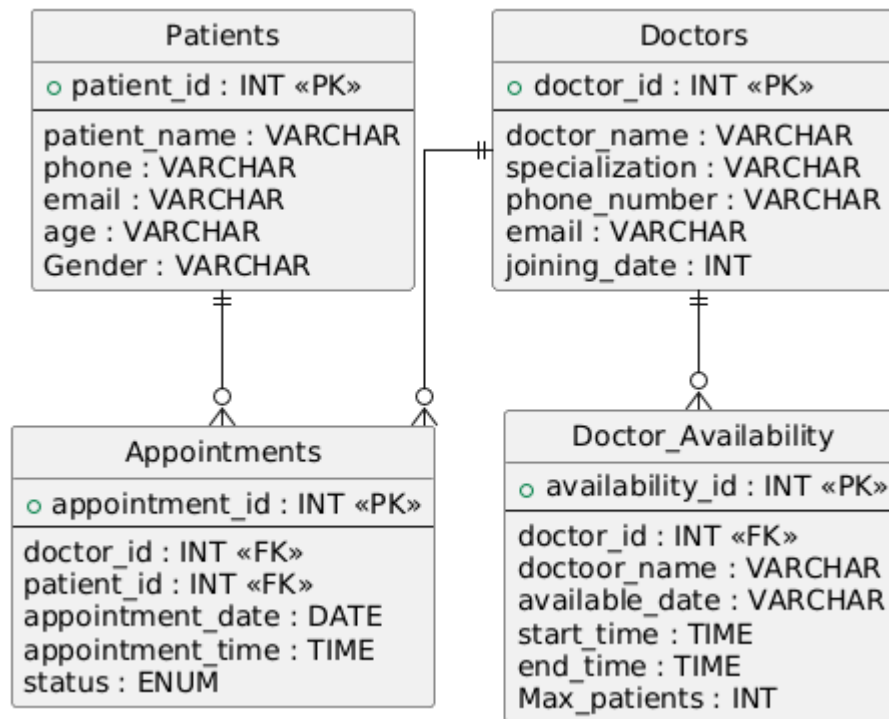 Patients
patient_id : INT «PK»
patient_name : VARCHAR
phone : VARCHAR
email : VARCHAR
age : VARCHAR
Gender : VARCHAR
Doctors
doctor_id : INT «PK»
doctor_name : VARCHAR
specialization : VARCHAR
phone_number : VARCHAR
email : VARCHAR
joining_date : INT
Appointments
appointment_id : INT «PK»
doctor_id : INT «FK»
patient_id : INT «FK»
appointment_date : DATE
appointment_time : TIME
status : ENUM
Doctor_Availability
availability_id : INT «PK»
doctor_id : INT «FK»
doctoor_name : VARCHAR
available_date : VARCHAR
start_time : TIME
end_time : TIME
Max_patients : INT